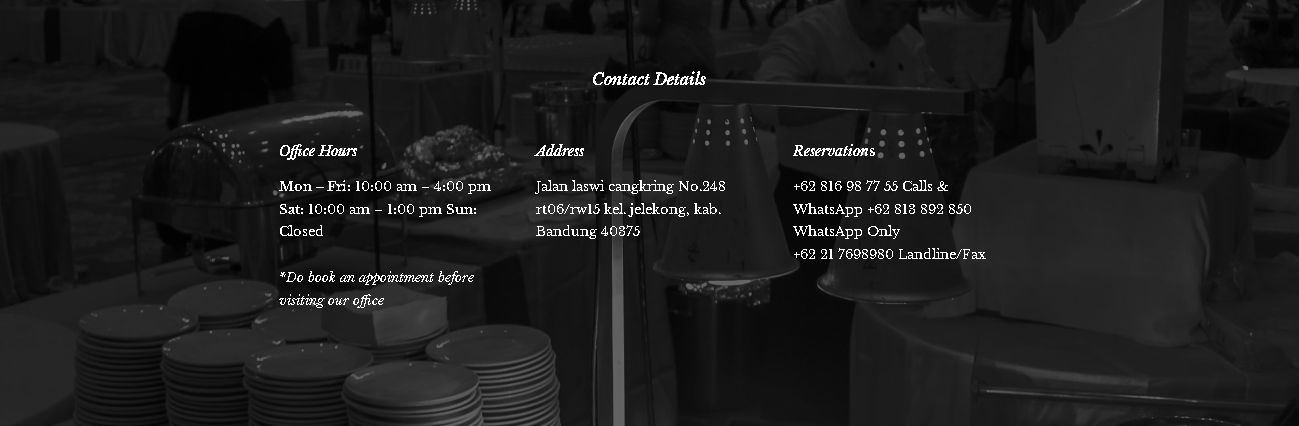 Contact Details
Office Hours
Mon – Fri: 10:00 am – 4:00 pm
Sat: 10:00 am – 1:00 pm Sun:
Closed
*Do book an appointment before
visiting our office
Address
Jalan laswi cangkring No.248
rt06/rw15 kel. jelekong, kab.
Bandung 40375
Reservations
+62 816 98 77 55 Calls &
WhatsApp +62 813 892 850
WhatsApp Only
+62 21 7698980 Landline/Fax